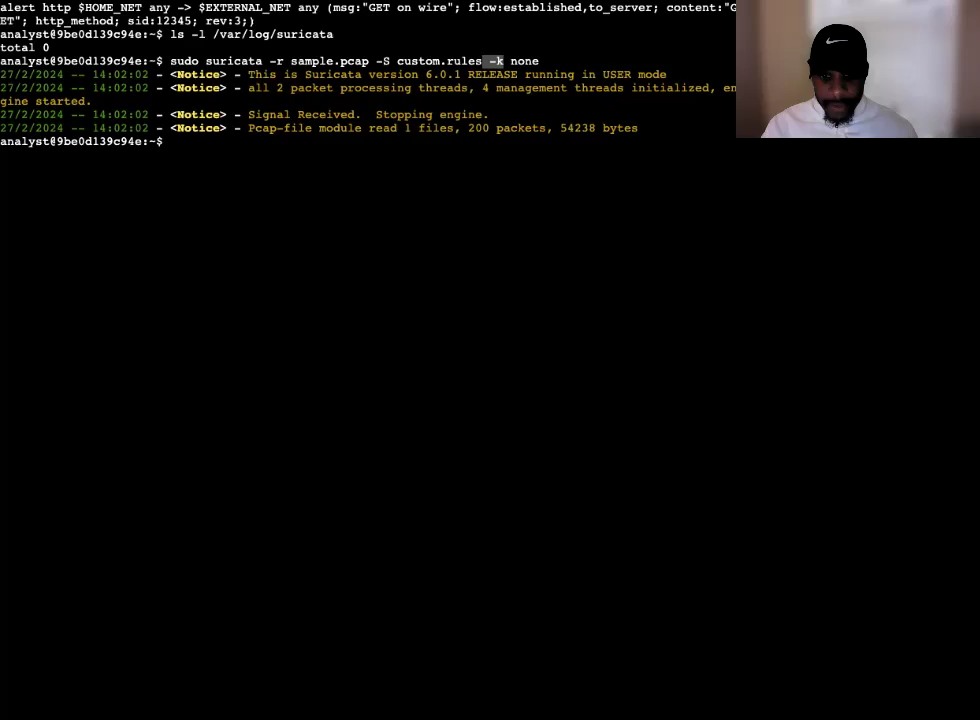 alert http $HOME_NET any -> $EXTERNAL_NET any (msg:"GET on wire"; flow:established,to_server; content:"G
ET"; http_method; sid:12345; rev:3;)
analyst@9be0d139c94e:~$ ls -l /var/log/suricata
total 0
analyst@9be0d139c94e:~$ sudo suricata -r sample.pcap -S custom.rules -k none
27/2/2024 -- 14:02:02 - <Notice> - This is Suricata version 6.0.1 RELEASE running in USER mode
27/2/2024 -- 14:02:02 - <Notice> - all 2 packet processing threads, 4 management threads initialized, en
gine started.
27/2/2024 -- 14:02:02 - <Notice> - Signal Received.  Stopping engine.
27/2/2024 -- 14:02:02 - <Notice> - Pcap-file module read 1 files, 200 packets, 54238 bytes
analyst@9be0d139c94e:~$